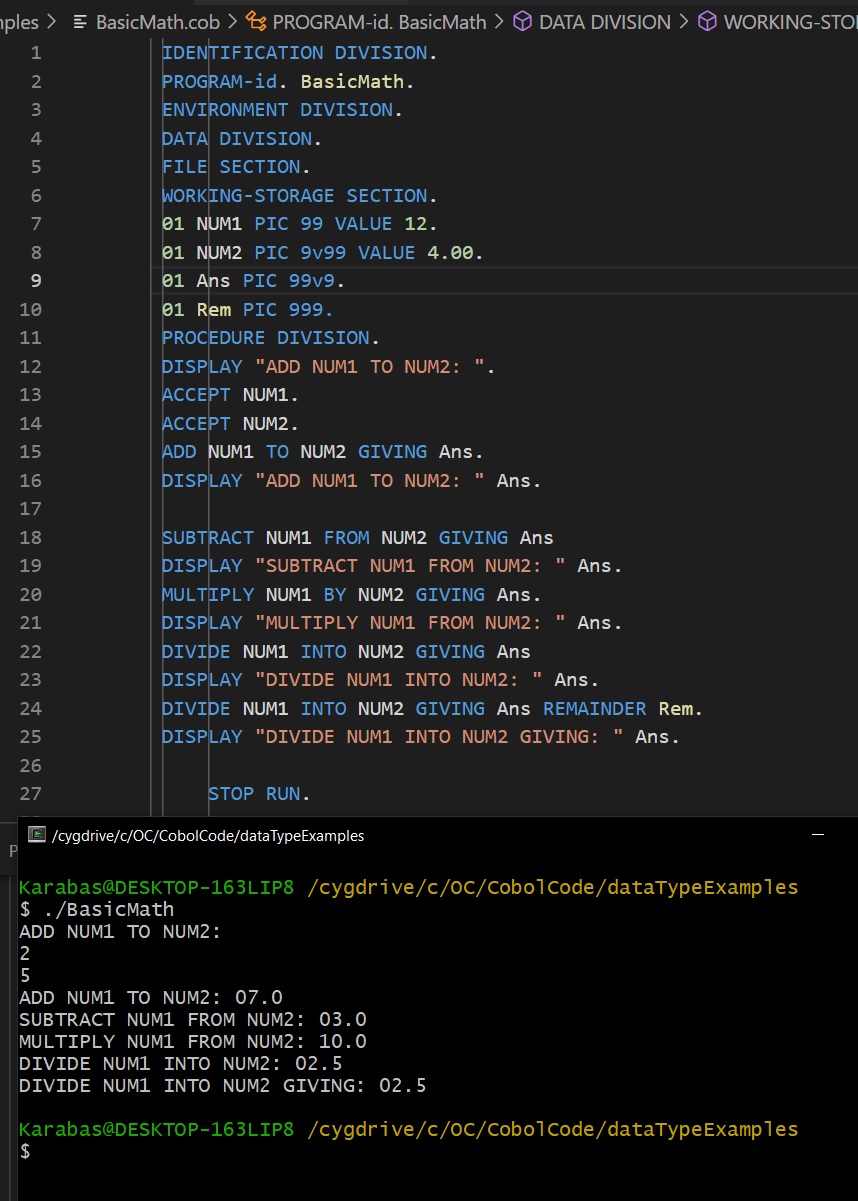 ples > BasicMath.cob > PROGRAM-id. BasicMath > DATA DIVISION > WORKING-STO
1 IDENTIFICATION DIVISION.
2 PROGRAM-id. BasicMath.
3 ENVIRONMENT DIVISION.
4 DATA DIVISION.
5 FILE SECTION.
6 WORKING-STORAGE SECTION.
7 01 NUM1 PIC 99 VALUE 12.
8 01 NUM2 PIC 9v99 VALUE 4.00.
9 01 Ans PIC 99v9.
10 01 Rem PIC 999.
11 PROCEDURE DIVISION.
12 DISPLAY "ADD NUM1 TO NUM2: ".
13 ACCEPT NUM1.
14 ACCEPT NUM2.
15 ADD NUM1 TO NUM2 GIVING Ans.
16 DISPLAY "ADD NUM1 TO NUM2: " Ans.
17
18 SUBTRACT NUM1 FROM NUM2 GIVING Ans
19 DISPLAY "SUBTRACT NUM1 FROM NUM2: " Ans.
20 MULTIPLY NUM1 BY NUM2 GIVING Ans.
21 DISPLAY "MULTIPLY NUM1 FROM NUM2: " Ans.
22 DIVIDE NUM1 INTO NUM2 GIVING Ans
23 DISPLAY "DIVIDE NUM1 INTO NUM2: " Ans.
24 DIVIDE NUM1 INTO NUM2 GIVING Ans REMAINDER Rem.
25 DISPLAY "DIVIDE NUM1 INTO NUM2 GIVING: " Ans.
26
27 STOP RUN.
P
/cygdrive/c/OC/CobolCode/dataTypeExamples
Karabas@DESKTOP-163LIP8 /cygdrive/c/OC/CobolCode/dataTypeExamples
$ ./BasicMath
ADD NUM1 TO NUM2:
2
5
ADD NUM1 TO NUM2: 07.0
SUBTRACT NUM1 FROM NUM2: 03.0
MULTIPLY NUM1 FROM NUM2: 10.0
DIVIDE NUM1 INTO NUM2: 02.5
DIVIDE NUM1 INTO NUM2 GIVING: 02.5
Karabas@DESKTOP-163LIP8 /cygdrive/c/OC/CobolCode/dataTypeExamples
$